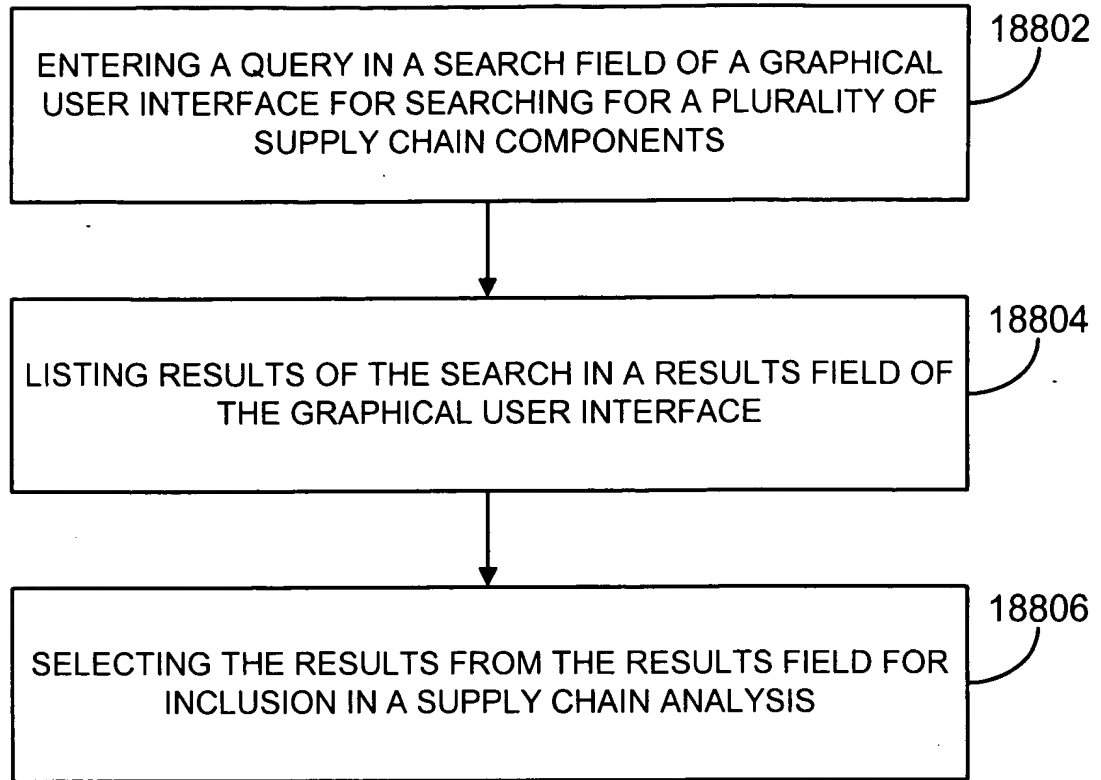 18802
ENTERING A QUERY IN A SEARCH FIELD OF A GRAPHICAL
USER INTERFACE FOR SEARCHING FOR A PLURALITY OF
SUPPLY CHAIN COMPONENTS
18804
LISTING RESULTS OF THE SEARCH IN A RESULTS FIELD OF
THE GRAPHICAL USER INTERFACE
18806
SELECTING THE RESULTS FROM THE RESULTS FIELD FOR
INCLUSION IN A SUPPLY CHAIN ANALYSIS